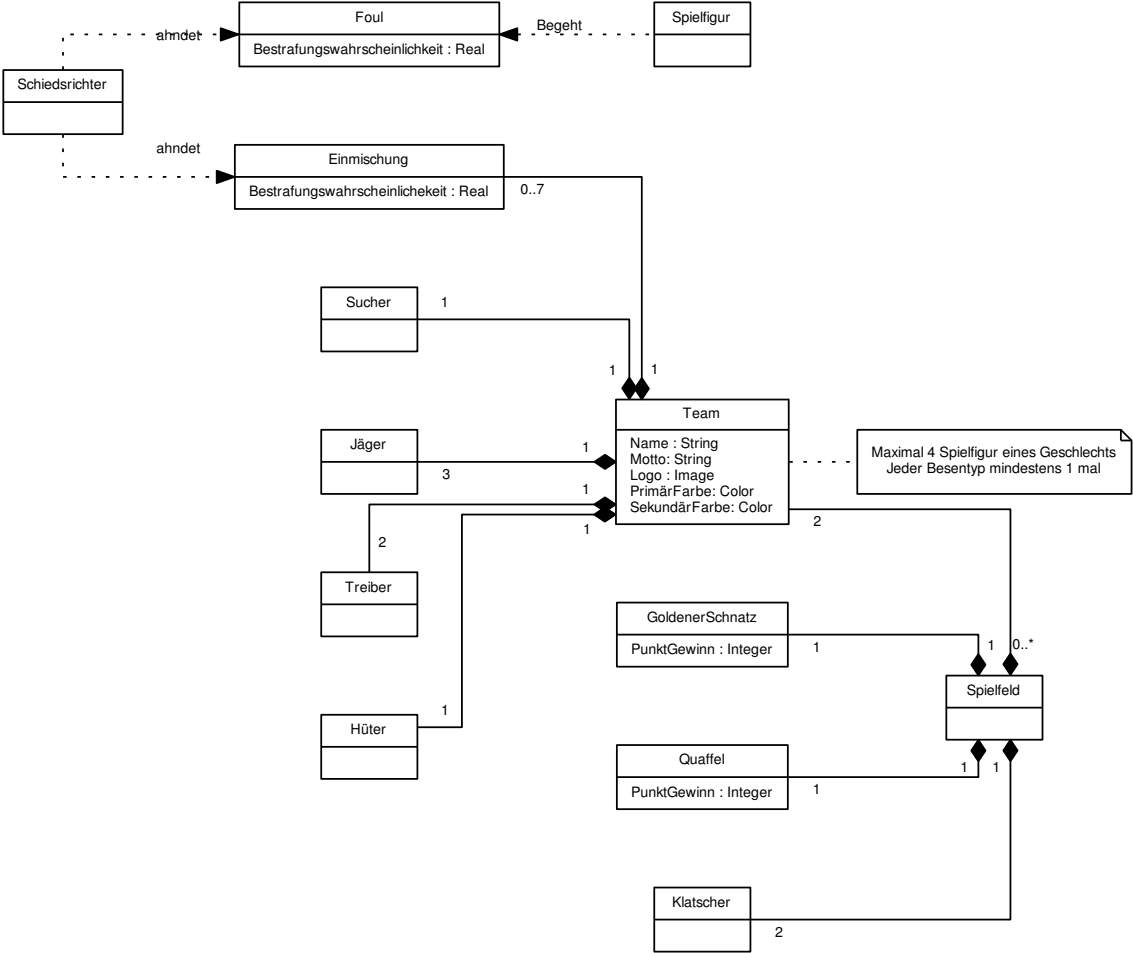 Foul
Bestrafungswahrscheinlichkeit : Real
Begeht
Spielfigur
ahndet
Schiedsrichter
ahndet
Einmischung
Bestrafungswahrscheinlichekeit : Real
0..7
Sucher
1
1
1
Team
Name : String
Motto: String
Logo : Image
PrimärFarbe: Color
SekundärFarbe: Color
Maximal 4 Spielfigur eines Geschlechts
Jeder Besentyp mindestens 1 mal
Jäger
1
3
1
1
2
2
Treiber
GoldenerSchnatz
PunktGewinn : Integer
1
1
0..*
Spielfeld
1
Hüter
Quaffel
PunktGewinn : Integer
1
1
1
Klatscher
2